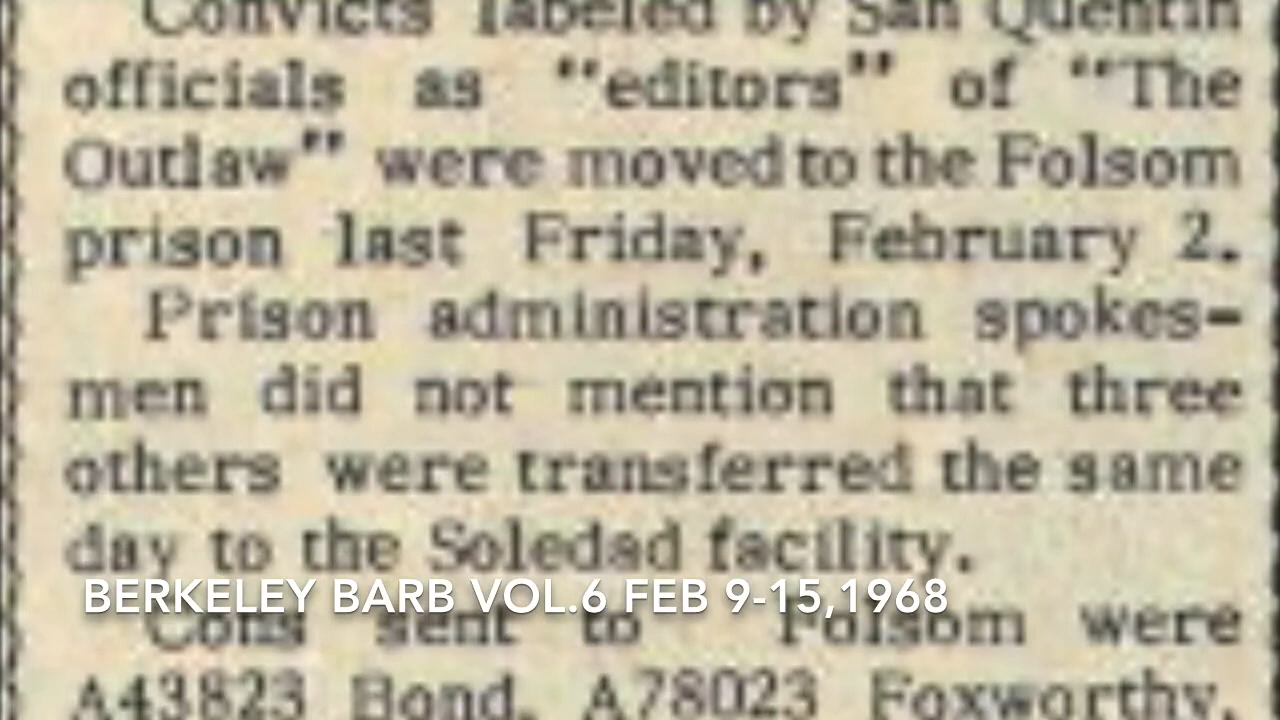 Convicts labeled by San Quentin
officials as "editors" of "The
Outlaw" were moved to the Folsom
prison last Friday, February 2.
Prison administration spokes-
men did not mention that three
others were transferred the same
day to the Soledad facility.
BERKELEY BARB VOL.6 FEB 9-15,1968
Cons sent to Folsom were
A43823 Bond, A78023 Foxworthy,